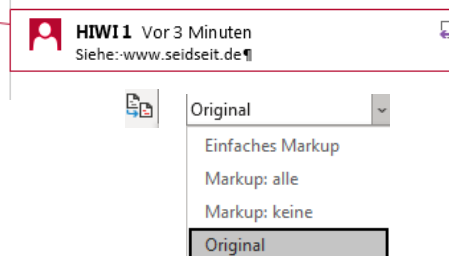 HIWI 1 Vor 3 Minuten
Siehe:·www.seidseit.de¶
Original
Einfaches Markup
Markup: alle
Markup: keine
Original